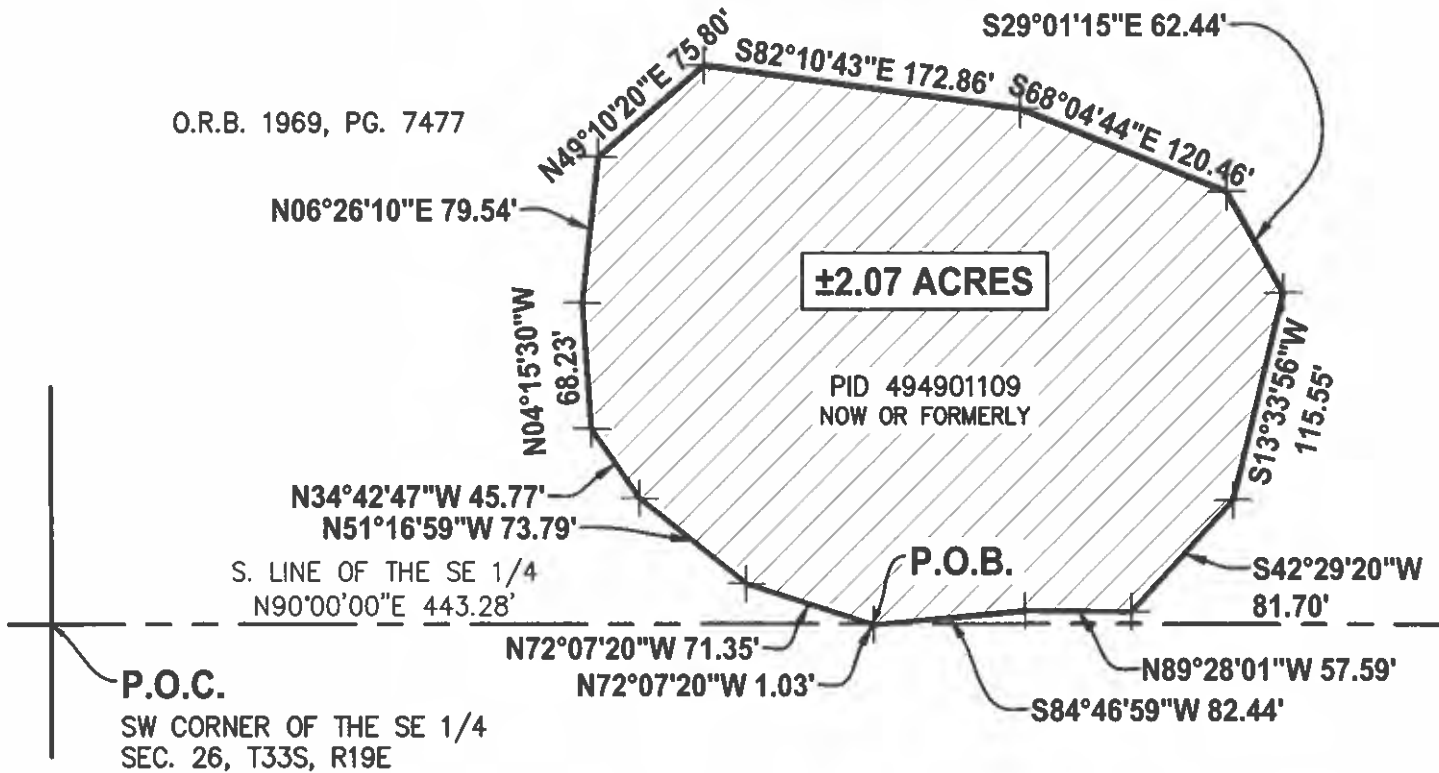 S29°01'15"E 62.44'
N49°10'20"E 75.80'
S82°10'43"E 172.86'
S68°04'44"E 120.46'
O.R.B. 1969, PG. 7477
N06°26'10"E 79.54'
±2.07 ACRES
N04°15'30"W
68.23'
PID 494901109
NOW OR FORMERLY
S13°33'56"W
115.55'
N34°42'47"W 45.77'
N51°16'59"W 73.79'
S. LINE OF THE SE 1/4
N90°00'00"E 443.28'
P.O.B.
S42°29'20"W
81.70'
N72°07'20"W 71.35'
N72°07'20"W 1.03'
N89°28'01"W 57.59'
S84°46'59"W 82.44'
P.O.C.
SW CORNER OF THE SE 1/4
SEC. 26, T33S, R19E